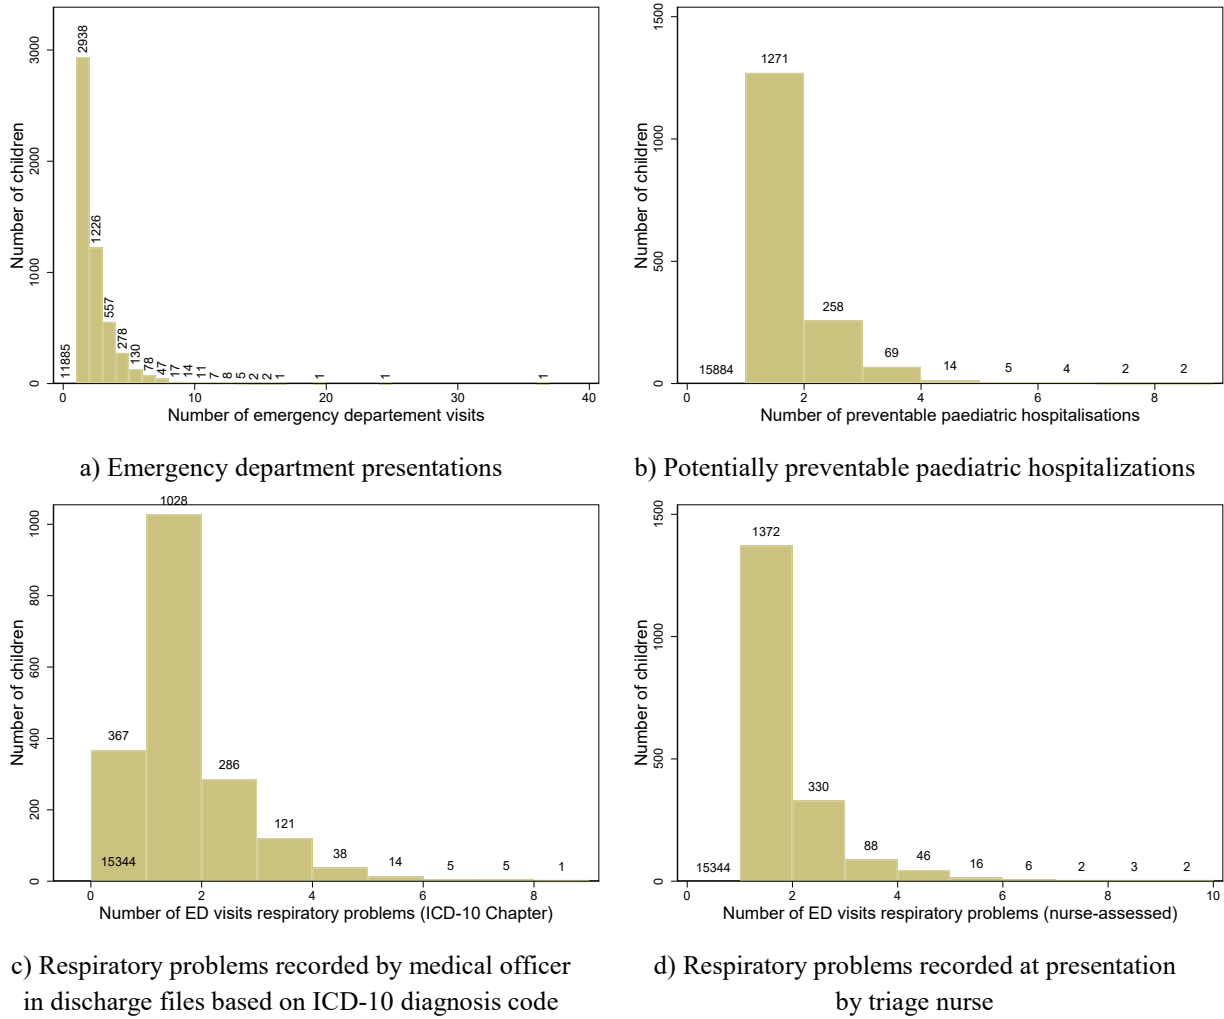 Number of children
3000
2000
1000
0
11885
2938
1226
557
278
130
78
47
17
14
11
7
8
5
2
2
1
1
1
1
0 10 20 30 40
Number of emergency departement visits
a) Emergency department presentations
Number of children
1500
1000
500
0
15884 1271 258 69 14 5 4 2 2
0 2 4 6 8
Number of preventable paediatric hospitalisations
b) Potentially preventable paediatric hospitalizations
Number of children
1000
800
600
400
200
0
15344
367 1028 286 121 38 14 5 5 1
0 2 4 6 8
Number of ED visits respiratory problems (ICD-10 Chapter)
c) Respiratory problems recorded by medical officer
in discharge files based on ICD-10 diagnosis code
Number of children
1500
1000
500
0
15344 1372 330 88 46 16 6 2 3 2
0 2 4 6 8 10
Number of ED visits respiratory problems (nurse-assessed)
d) Respiratory problems recorded at presentation
by triage nurse